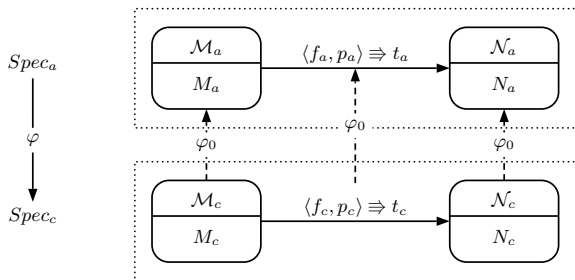 Spec_a
φ
Spec_c
ℳ_a
M_a
⟨f_a, p_a⟩ ⇛ t_a
𝒩_a
N_a
φ_0
φ_0
φ_0
ℳ_c
M_c
⟨f_c, p_c⟩ ⇛ t_c
𝒩_c
N_c